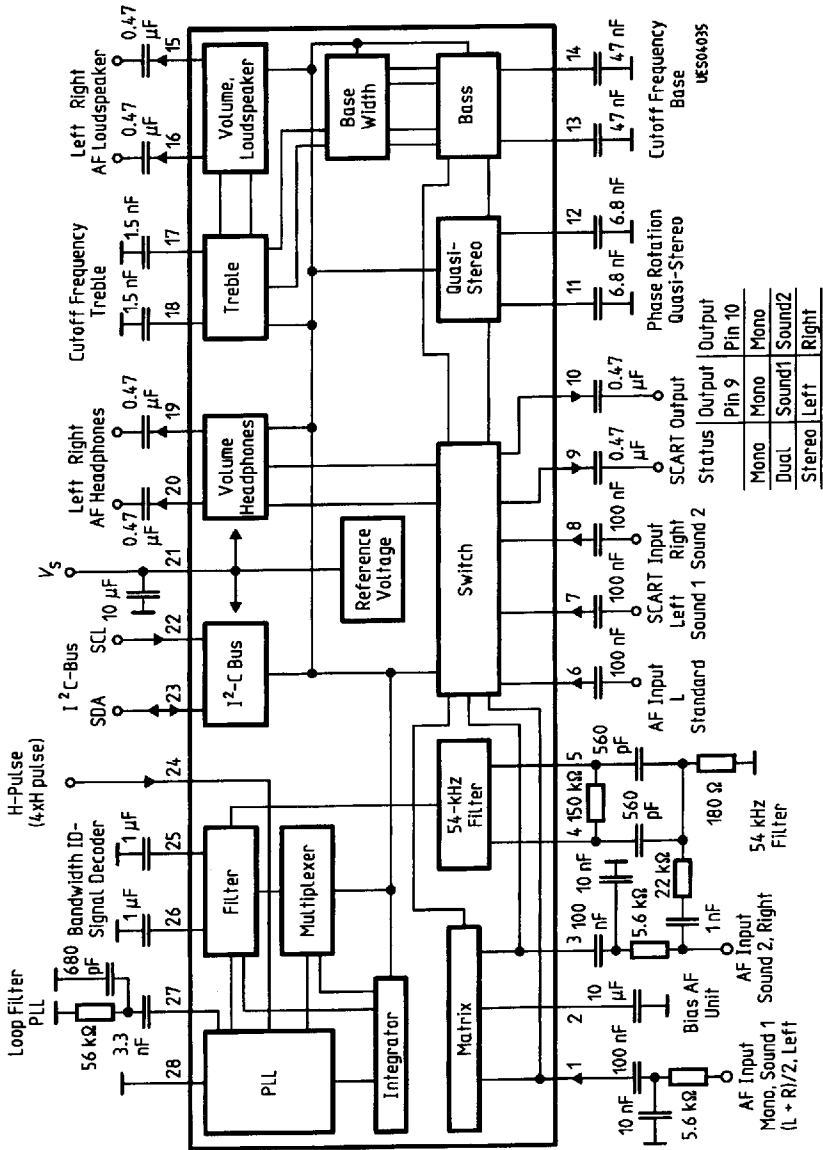 Loop Filter
PLL
56 kΩ
680
pF
3.3
nF
28
27
Bandwidth ID-
Signal Decoder
1 µF
1 µF
26
25
H-Pulse
(4xH pulse)
24
I²C-Bus
SDA
SCL
23
22
V_S
10 µF
21
Left Right
AF Headphones
0.47
µF
0.47
µF
20
19
Cutoff Frequency
Treble
1.5 nF
1.5 nF
18
17
Left Right
AF Loudspeaker
0.47
µF
0.47
µF
16
15
PLL
Filter
Multiplexer
Integrator
I²-C Bus
Volume
Headphones
Treble
Volume,
Loudspeaker
Reference
Voltage
Base
Width
Matrix
54-kHz
Filter
Switch
Quasi-
Stereo
Bass
1
100 nF
10 nF
5.6 kΩ
AF Input
Mono, Sound 1
(L + R)/2, Left
2
10
µF
Bias AF
Unit
3
100
nF
10 nF
5.6 kΩ
1 nF
22 kΩ
AF Input
Sound 2, Right
4
5
150 kΩ
560
pF
560
pF
180 Ω
54 kHz
Filter
6
100 nF
AF Input
L
Standard
7
100 nF
8
100 nF
SCART Input
Left Right
Sound 1 Sound 2
9
0.47
µF
10
0.47
µF
SCART Output
Status Output Output
Pin 9 Pin 10
Mono Mono Mono
Dual Sound1 Sound2
Stereo Left Right
11
6.8 nF
12
6.8 nF
Phase Rotation
Quasi-Stereo
13
47 nF
14
47 nF
Cutoff Frequency
Base
UES04035